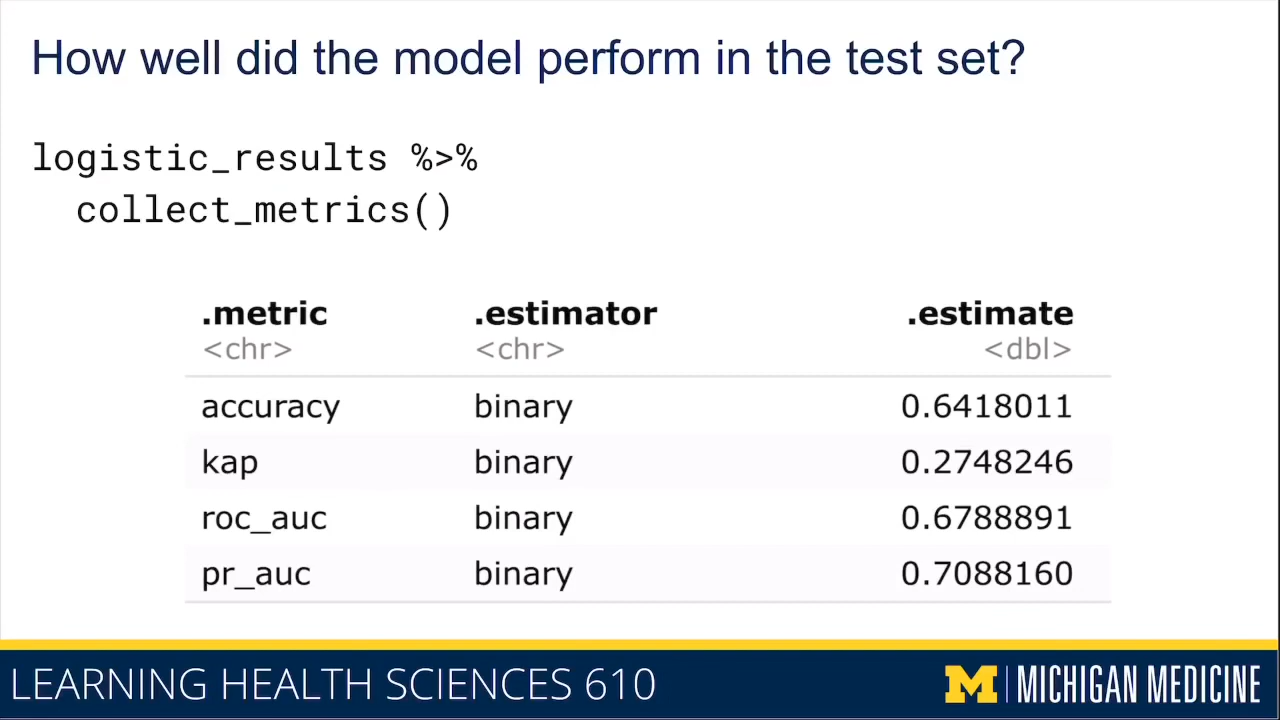 How well did the model perform in the test set?
logistic_results %>%
collect_metrics()
.metric .estimator .estimate
<chr> <chr> <dbl>
accuracy binary 0.6418011
kap binary 0.2748246
roc_auc binary 0.6788891
pr_auc binary 0.7088160
LEARNING HEALTH SCIENCES 610 M MICHIGAN MEDICINE